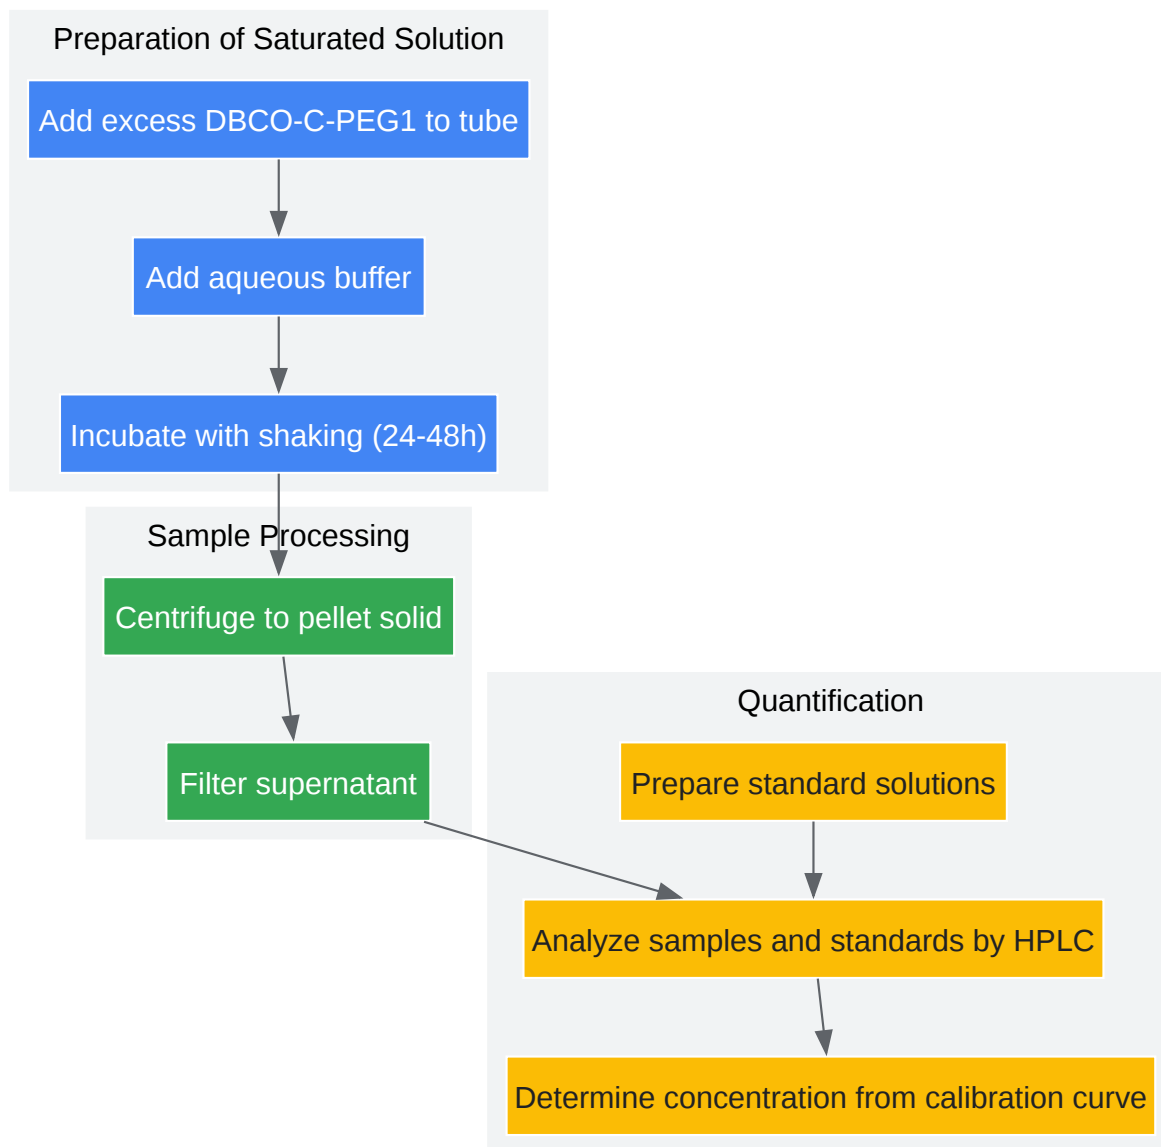 Preparation of Saturated Solution
Add excess DBCO-C-PEG1 to tube
Add aqueous buffer
Incubate with shaking (24-48h)
Sample Processing
Centrifuge to pellet solid
Filter supernatant
Quantification
Prepare standard solutions
Analyze samples and standards by HPLC
Determine concentration from calibration curve